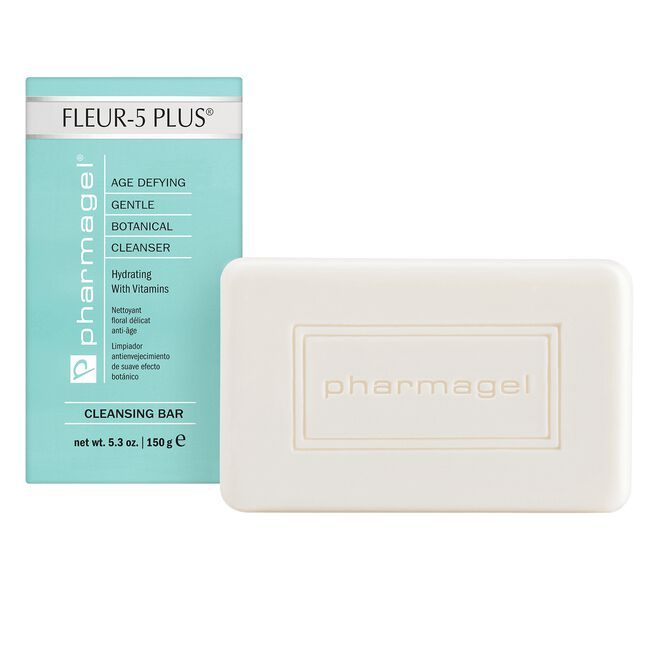 FLEUR-5 PLUS®
pharmagel®
AGE DEFYING
GENTLE
BOTANICAL
CLEANSER
Hydrating
With Vitamins
Nettoyant
floral délicat
anti-âge
Limpiador
antienvejecimiento
de suave efecto
botánico
CLEANSING BAR
net wt. 5.3 oz. | 150 g e
pharmagel